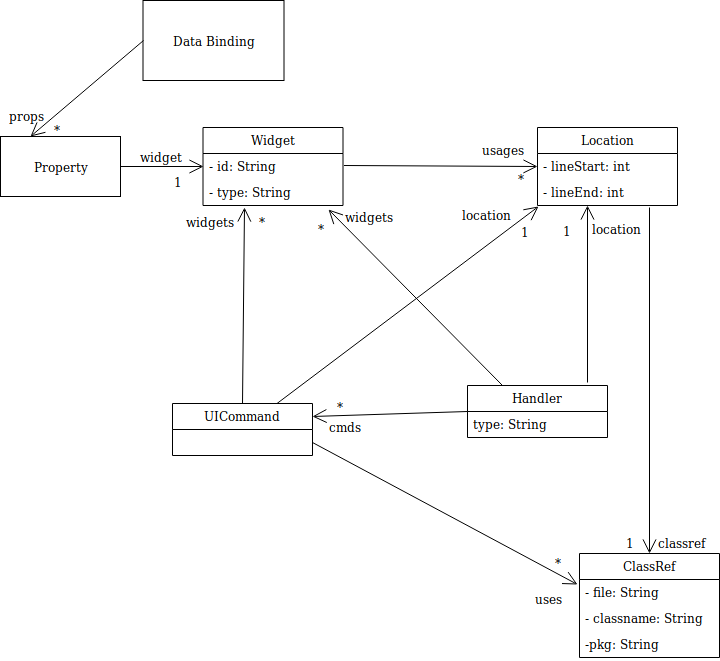 Data Binding
props
*
Property
widget
1
Widget
- id: String
- type: String
usages
*
Location
- lineStart: int
- lineEnd: int
widgets
*
*
widgets
location
1
1
location
UICommand
*
cmds
Handler
type: String
*
uses
1
classref
ClassRef
- file: String
- classname: String
-pkg: String